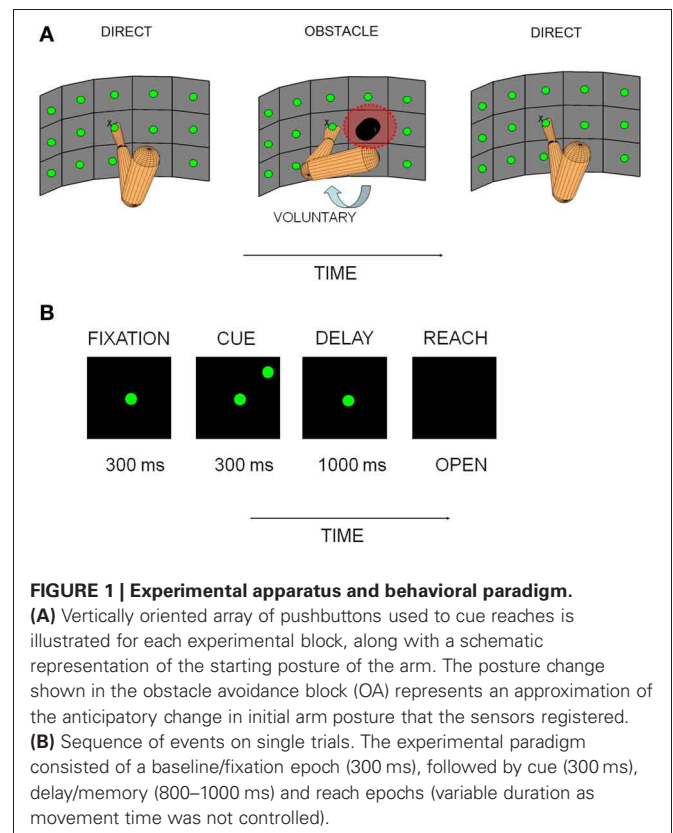 A
DIRECT OBSTACLE DIRECT
X X X
VOLUNTARY
TIME
B
FIXATION CUE DELAY REACH
300 ms 300 ms 1000 ms OPEN
TIME
FIGURE 1 | Experimental apparatus and behavioral paradigm.
(A) Vertically oriented array of pushbuttons used to cue reaches is
illustrated for each experimental block, along with a schematic
representation of the starting posture of the arm. The posture change
shown in the obstacle avoidance block (OA) represents an approximation of
the anticipatory change in initial arm posture that the sensors registered.
(B) Sequence of events on single trials. The experimental paradigm
consisted of a baseline/fixation epoch (300 ms), followed by cue (300 ms),
delay/memory (800–1000 ms) and reach epochs (variable duration as
movement time was not controlled).